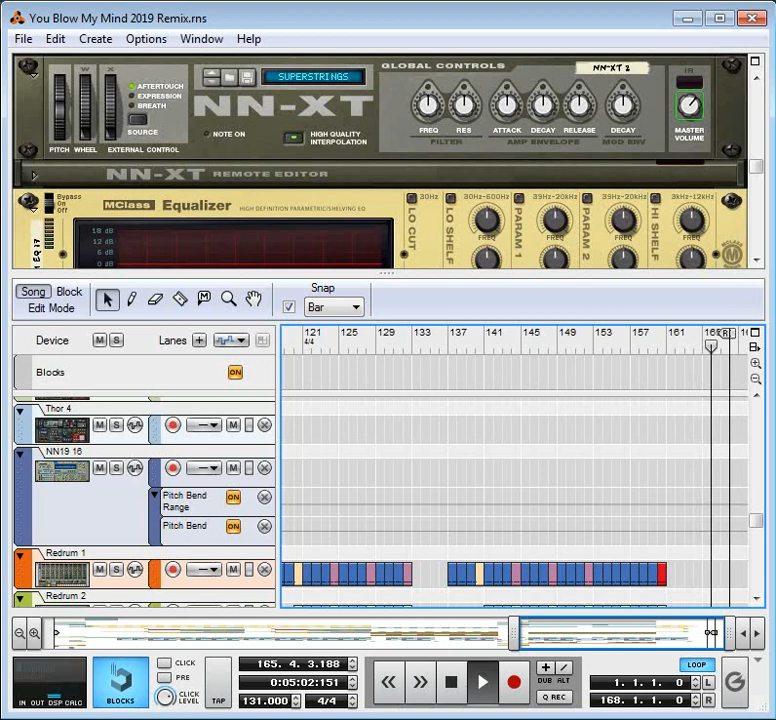 You Blow My Mind 2019 Remix.rns
File Edit Create Options Window Help
W X
AFTERTOUCH
EXPRESSION
BREATH
SOURCE
PITCH WHEEL EXTERNAL CONTROL
SUPERSTRINGS
NN-XT
NOTE ON
HIGH QUALITY
INTERPOLATION
GLOBAL CONTROLS
NN-XT 2
FREQ RES ATTACK DECAY RELEASE DECAY
FILTER AMP ENVELOPE MOD ENV
MASTER
VOLUME
NN-XT REMOTE EDITOR
Bypass
On
Off
MClass Equalizer HIGH DEFINITION PARAMETRIC/SHELVING EQ
EQ 17
18 dB
12 dB
6 dB
0 dB
30Hz 30Hz-600Hz 39Hz-20kHz 39Hz-20kHz 3kHz-12kHz
LO CUT LO SHELF PARAM 1 PARAM 2 HI SHELF
FREQ FREQ FREQ FREQ
Song Block
Edit Mode
Snap
Bar
Device M S Lanes
121 125 129 133 137 141 145 149 153 157 161 165 R
4/4
Blocks ON
Thor 4
M S M
NN19 16
M S M
Pitch Bend
Range ON
Pitch Bend ON
Redrum 1
M S M
Redrum 2
IN OUT DSP CALC
BLOCKS
CLICK
PRE
CLICK
LEVEL
TAP
165. 4. 3.188
0:05:02:151
131.000 4/4
DUB ALT
Q REC
LOOP
1. 1. 1. 0 L
168. 1. 1. 0 R